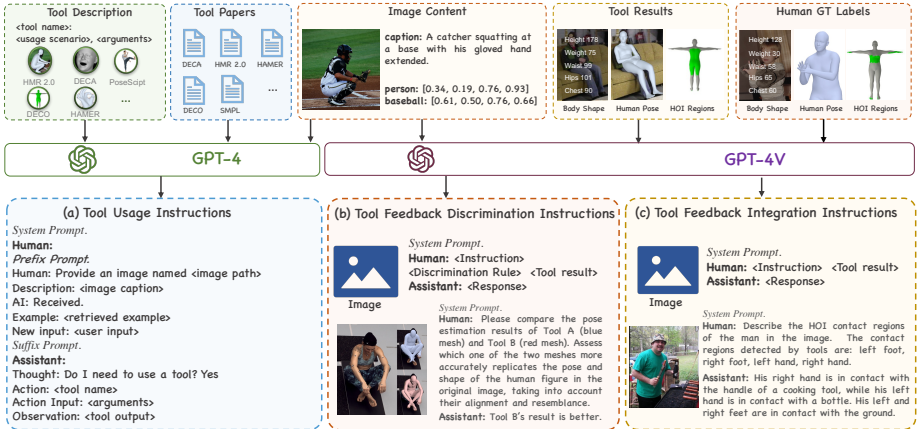 Tool Description
<tool name>:
<usage scenario>, <arguments>
HMR 2.0
DECA
PoseScipt
DECO
HAMER
...
Tool Papers
DECA
HMR 2.0
HAMER
DECO
SMPL
...
Image Content
caption: A catcher squatting at
a base with his gloved hand
extended.
person: [0.34, 0.19, 0.76, 0.93]
baseball: [0.61, 0.50, 0.76, 0.66]
Tool Results
Height 178
Weight 75
Waist 99
Hips 101
Chest 90
Body Shape
Human Pose
HOI Regions
Human GT Labels
Height 128
Weight 30
Waist 58
Hips 65
Chest 60
Body Shape
Human Pose
HOI Regions
GPT-4
GPT-4V
(a) Tool Usage Instructions
System Prompt.
Human:
Prefix Prompt.
Human: Provide an image named <image path>
Description: <image caption>
AI: Received.
Example: <retrieved example>
New input: <user input>
Suffix Prompt.
Assistant:
Thought: Do I need to use a tool? Yes
Action: <tool name>
Action Input: <arguments>
Observation: <tool output>
(b) Tool Feedback Discrimination Instructions
Image
System Prompt.
Human: <Instruction>
<Discrimination Rule> <Tool result>
Assistant: <Response>
System Prompt.
Human: Please compare the pose
estimation results of Tool A (blue
mesh) and Tool B (red mesh). Assess
which one of the two meshes more
accurately replicates the pose and
shape of the human figure in the
original image, taking into account
their alignment and resemblance.
Assistant: Tool B's result is better.
(c) Tool Feedback Integration Instructions
Image
System Prompt.
Human: <Instruction> <Tool result>
Assistant: <Response>
System Prompt.
Human: Describe the HOI contact regions
of the man in the image. The contact
regions detected by tools are: left foot,
right foot, left hand, right hand.
Assistant: His right hand is in contact with
the handle of a cooking tool, while his left
hand is in contact with a bottle. His left and
right feet are in contact with the ground.